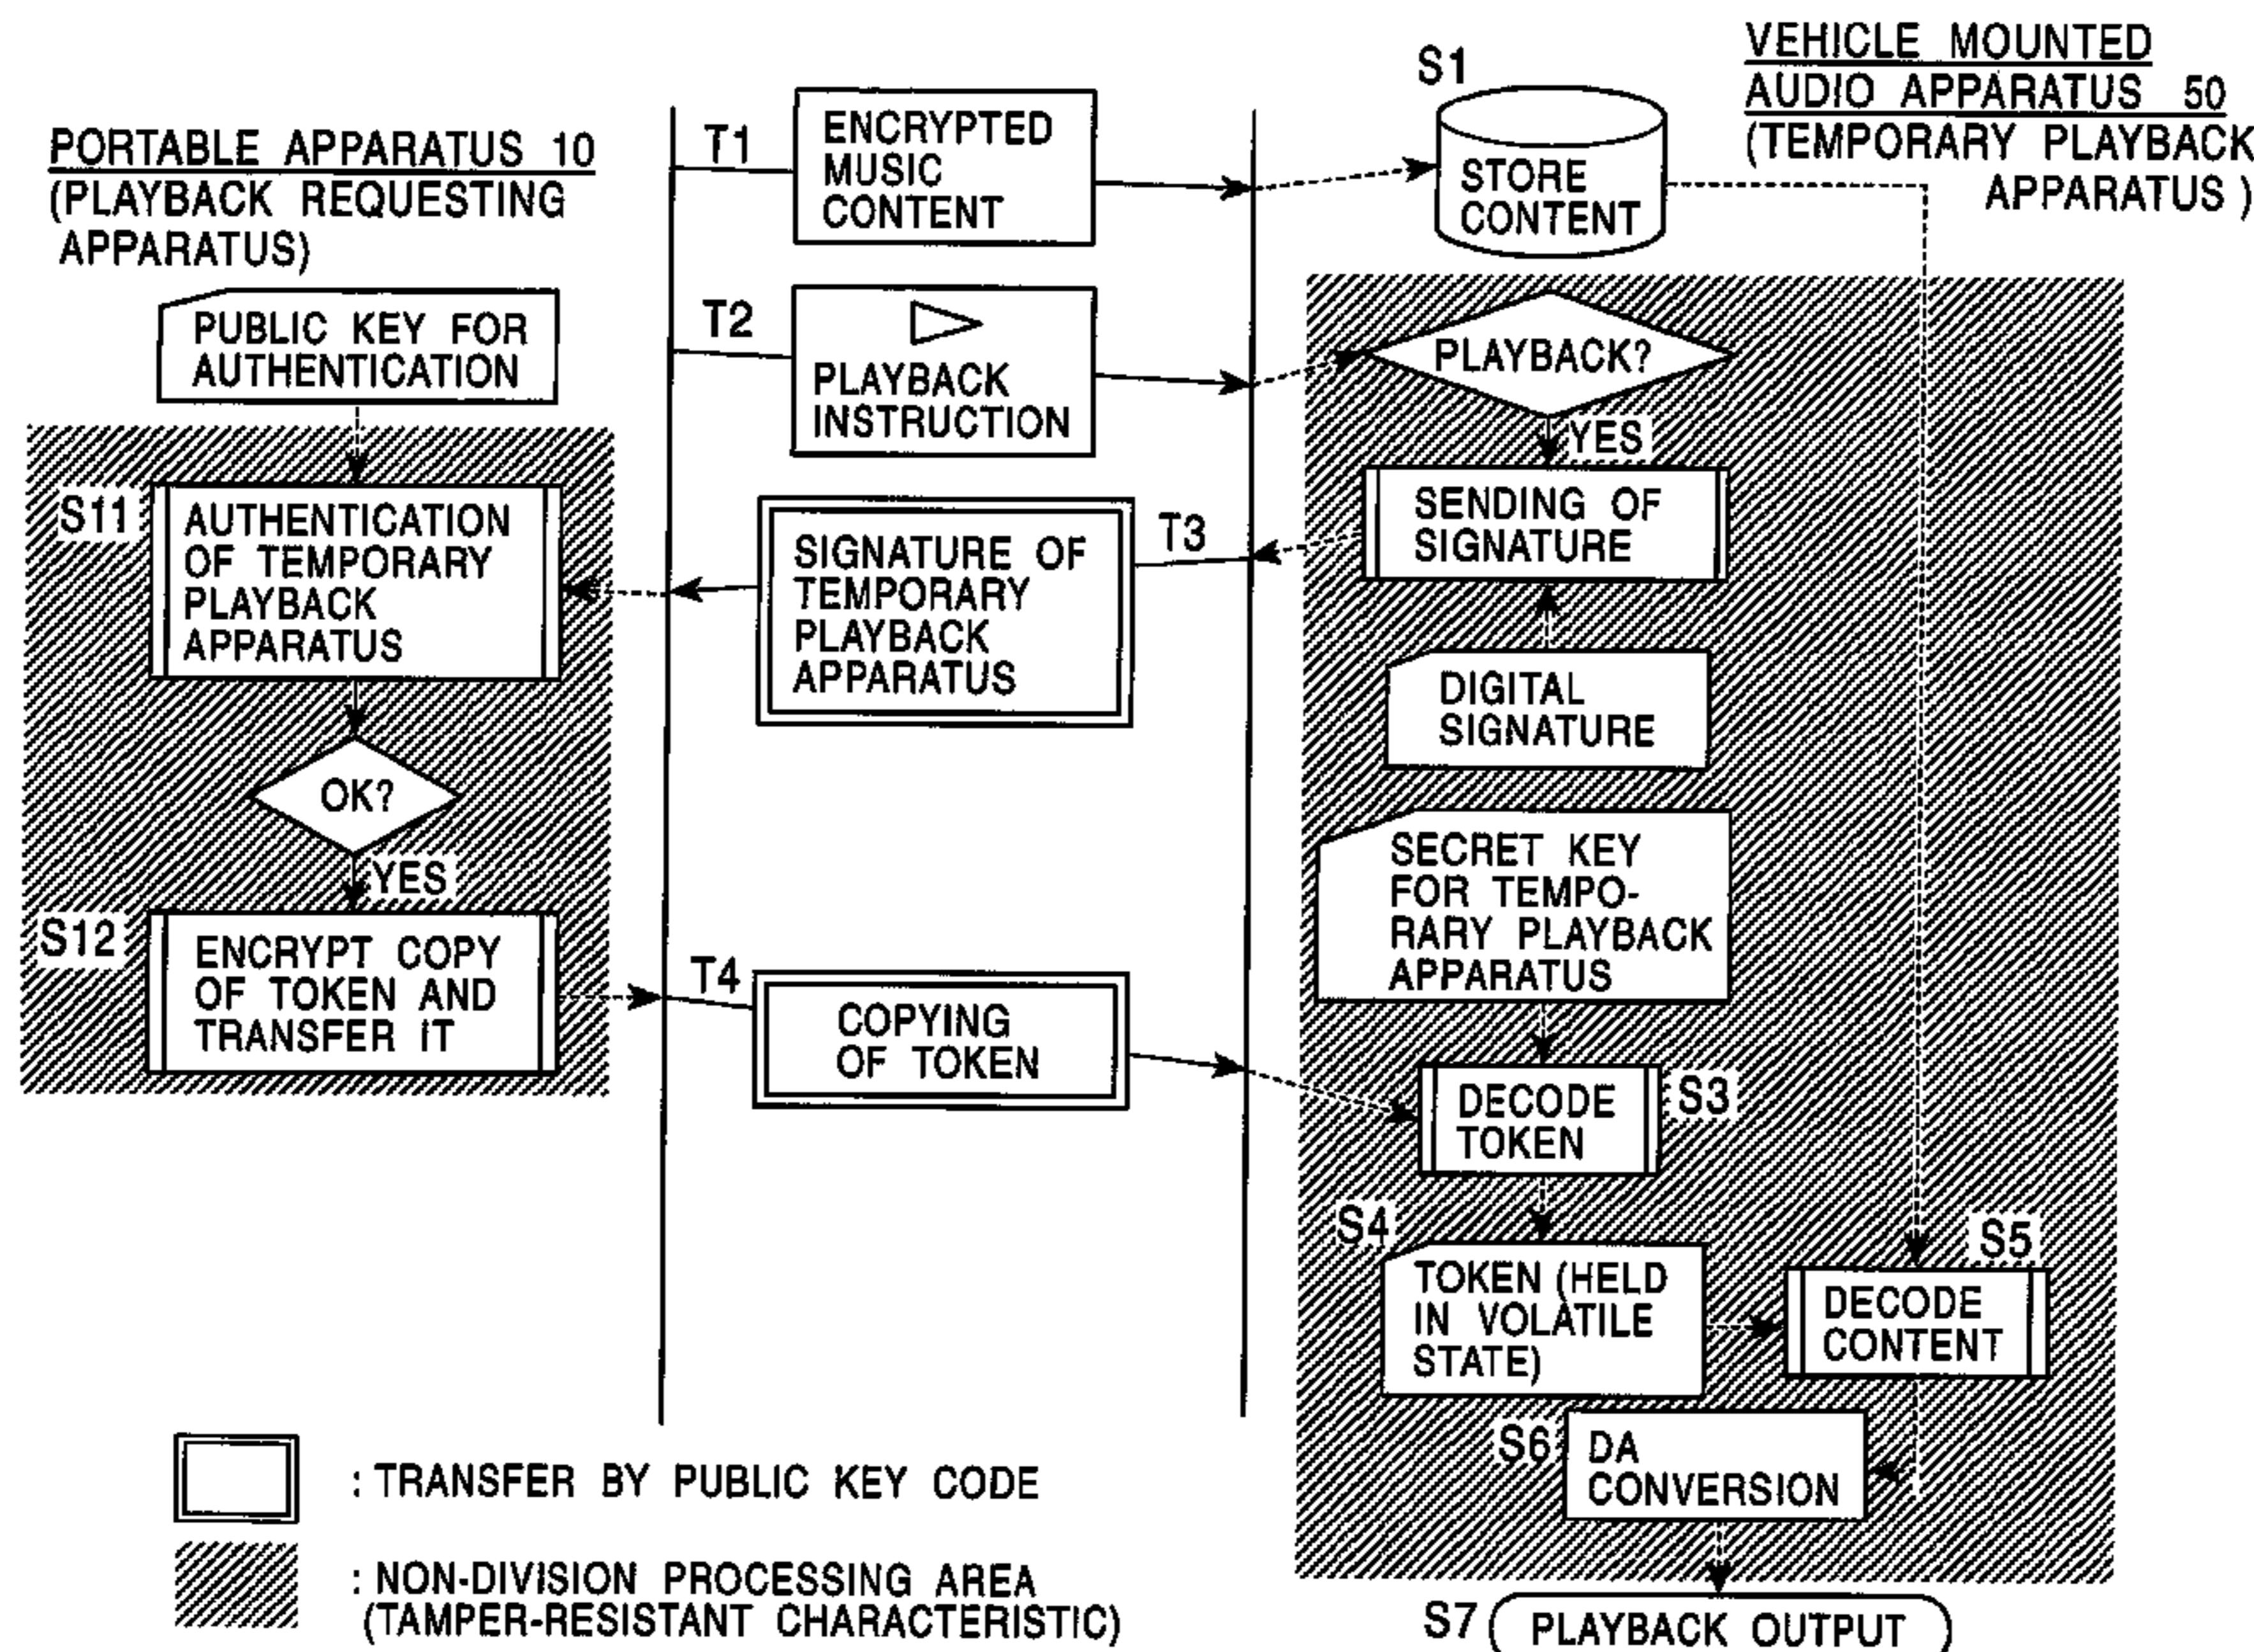 PORTABLE APPARATUS 10
(PLAYBACK REQUESTING
APPARATUS)
PUBLIC KEY FOR
AUTHENTICATION
S11
AUTHENTICATION
OF TEMPORARY
PLAYBACK
APPARATUS
OK?
YES
S12
ENCRYPT COPY
OF TOKEN AND
TRANSFER IT
T1
ENCRYPTED
MUSIC
CONTENT
T2
PLAYBACK
INSTRUCTION
T3
SIGNATURE OF
TEMPORARY
PLAYBACK
APPARATUS
T4
COPYING
OF TOKEN
VEHICLE MOUNTED
AUDIO APPARATUS 50
(TEMPORARY PLAYBACK
APPARATUS)
S1
STORE
CONTENT
PLAYBACK?
YES
SENDING OF
SIGNATURE
DIGITAL
SIGNATURE
SECRET KEY
FOR TEMPO-
RARY PLAYBACK
APPARATUS
DECODE
TOKEN
S3
S4
TOKEN (HELD
IN VOLATILE
STATE)
S5
DECODE
CONTENT
S6
DA
CONVERSION
S7
PLAYBACK OUTPUT
: TRANSFER BY PUBLIC KEY CODE
: NON-DIVISION PROCESSING AREA
(TAMPER-RESISTANT CHARACTERISTIC)